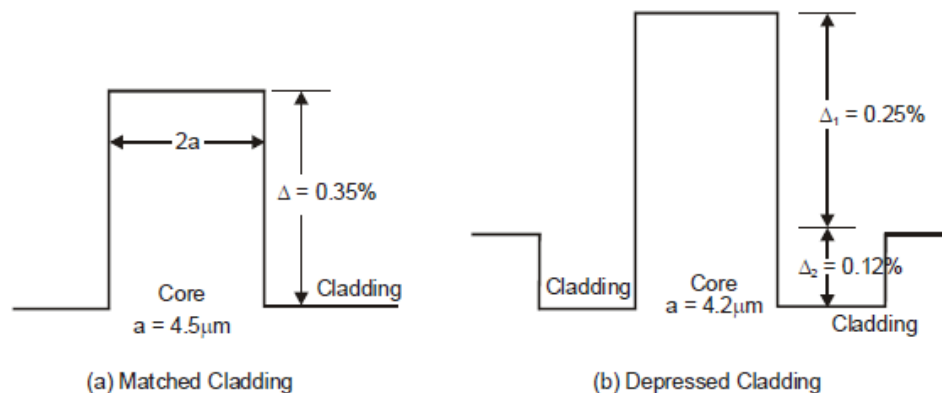 2a
Δ = 0.35%
Core
a = 4.5μm
Cladding
(a) Matched Cladding
Δ₁ = 0.25%
Δ₂ = 0.12%
Cladding
Core
a = 4.2μm
Cladding
(b) Depressed Cladding